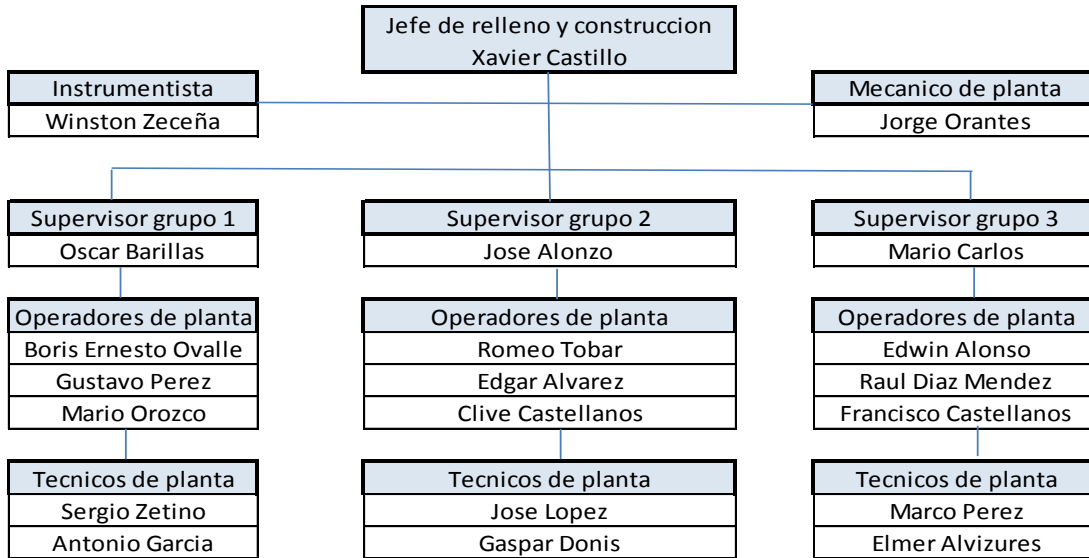 Jefe de relleno y construccion
Xavier Castillo
Instrumentista
Winston Zeceña
Mecanico de planta
Jorge Orantes
Supervisor grupo 1
Oscar Barillas
Supervisor grupo 2
Jose Alonzo
Supervisor grupo 3
Mario Carlos
Operadores de planta
Boris Ernesto Ovalle
Gustavo Perez
Mario Orozco
Operadores de planta
Romeo Tobar
Edgar Alvarez
Clive Castellanos
Operadores de planta
Edwin Alonso
Raul Diaz Mendez
Francisco Castellanos
Tecnicos de planta
Sergio Zetino
Antonio Garcia
Tecnicos de planta
Jose Lopez
Gaspar Donis
Tecnicos de planta
Marco Perez
Elmer Alvizures